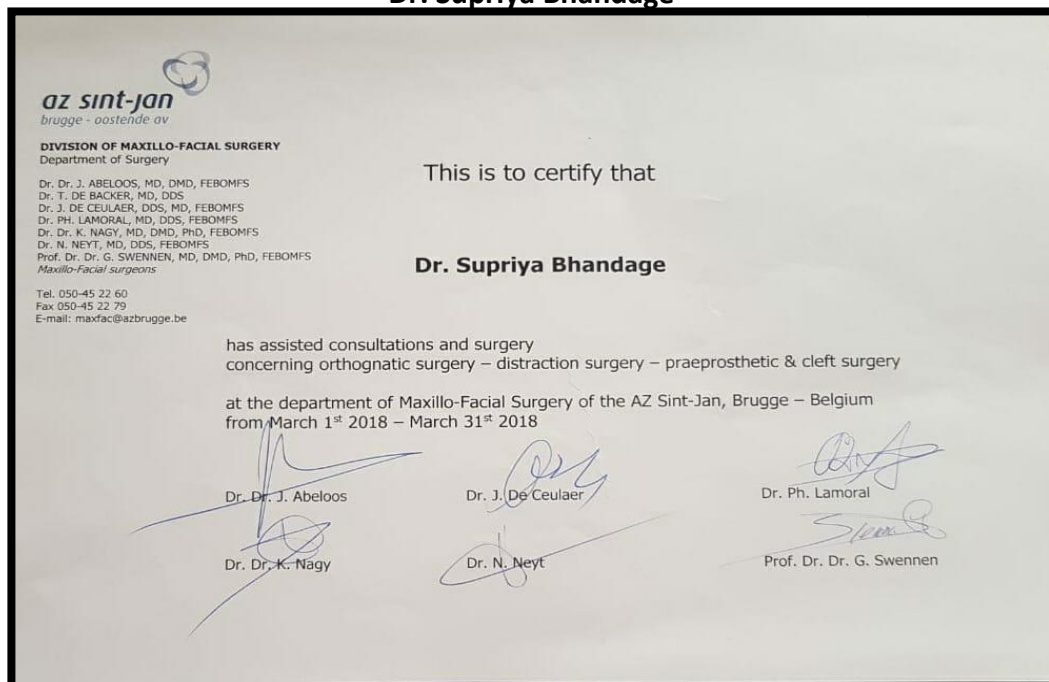 Dr. Supriya Bhandage
az sint-jan
brugge - oostende av
DIVISION OF MAXILLO-FACIAL SURGERY
Department of Surgery
Dr. Dr. J. ABELOOS, MD, DMD, FEBOMFS
Dr. T. DE BACKER, MD, DDS
Dr. J. DE CEULAER, DDS, MD, FEBOMFS
Dr. PH. LAMORAL, MD, DDS, FEBOMFS
Dr. Dr. K. NAGY, MD, DMD, PhD, FEBOMFS
Dr. N. NEYT, MD, DDS, FEBOMFS
Prof. Dr. Dr. G. SWENNEN, MD, DMD, PhD, FEBOMFS
Maxillo-Facial surgeons
Tel. 050-45 22 60
Fax 050-45 22 79
E-mail: maxfac@azbrugge.be
This is to certify that
Dr. Supriya Bhandage
has assisted consultations and surgery
concerning orthognatic surgery – distraction surgery – praeprosthetic & cleft surgery
at the department of Maxillo-Facial Surgery of the AZ Sint-Jan, Brugge – Belgium
from March 1st 2018 – March 31st 2018
Dr. Dr. J. Abeloos
Dr. J. De Ceulaer
Dr. Ph. Lamoral
Dr. Dr. K. Nagy
Dr. N. Neyt
Prof. Dr. Dr. G. Swennen